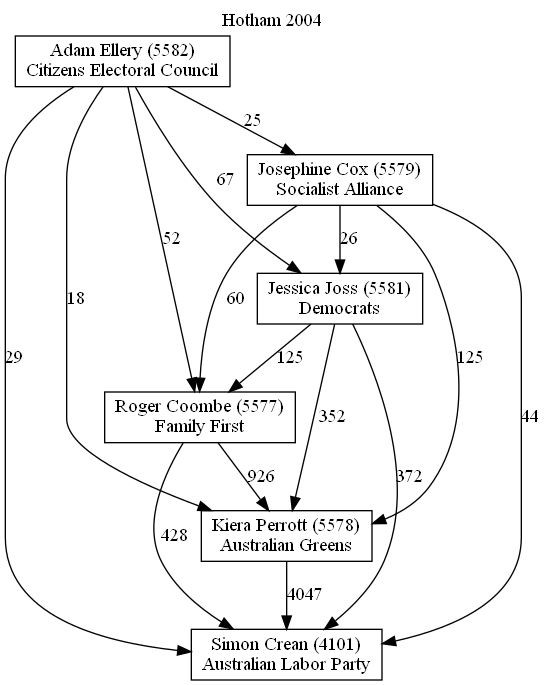 Hotham 2004
Adam Ellery (5582)
Citizens Electoral Council
25
Josephine Cox (5579)
Socialist Alliance
67
52
26
Jessica Joss (5581)
Democrats
18
60
29
125
125
Roger Coombe (5577)
Family First
352
44
926
372
428
Kiera Perrott (5578)
Australian Greens
4047
Simon Crean (4101)
Australian Labor Party